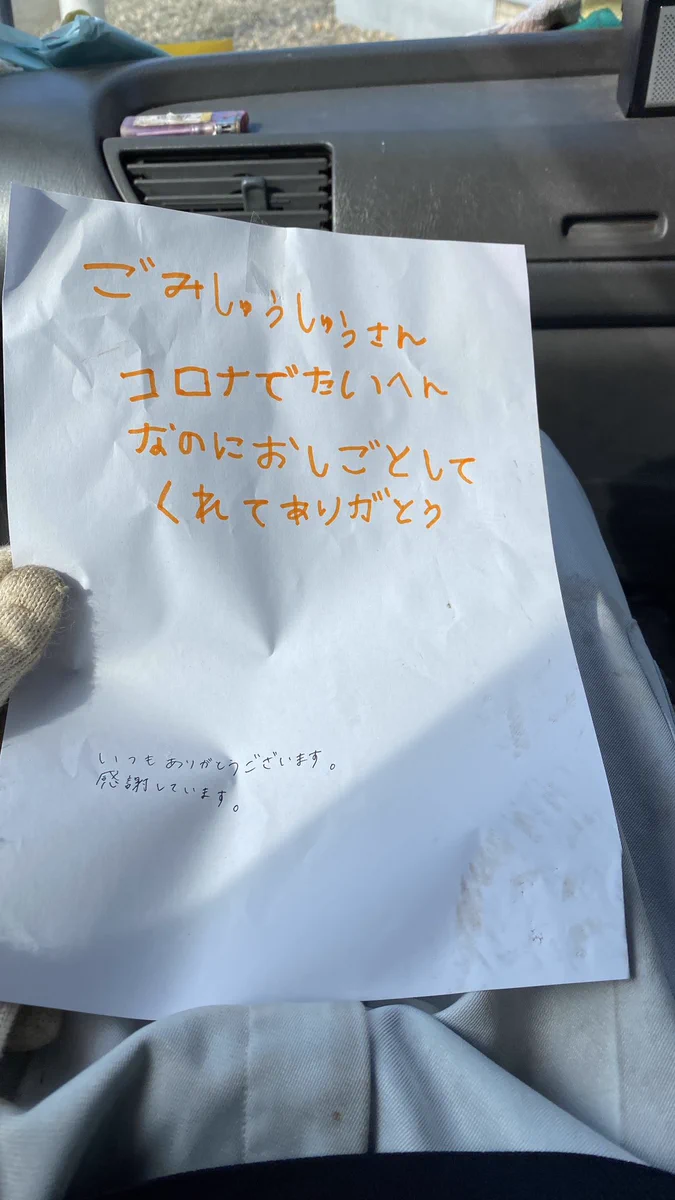 ごみしゅうしゅうさん
コロナでたいへん
なのにおしごとして
くれてありがとう
いつもありがとうございます。
感謝しています。